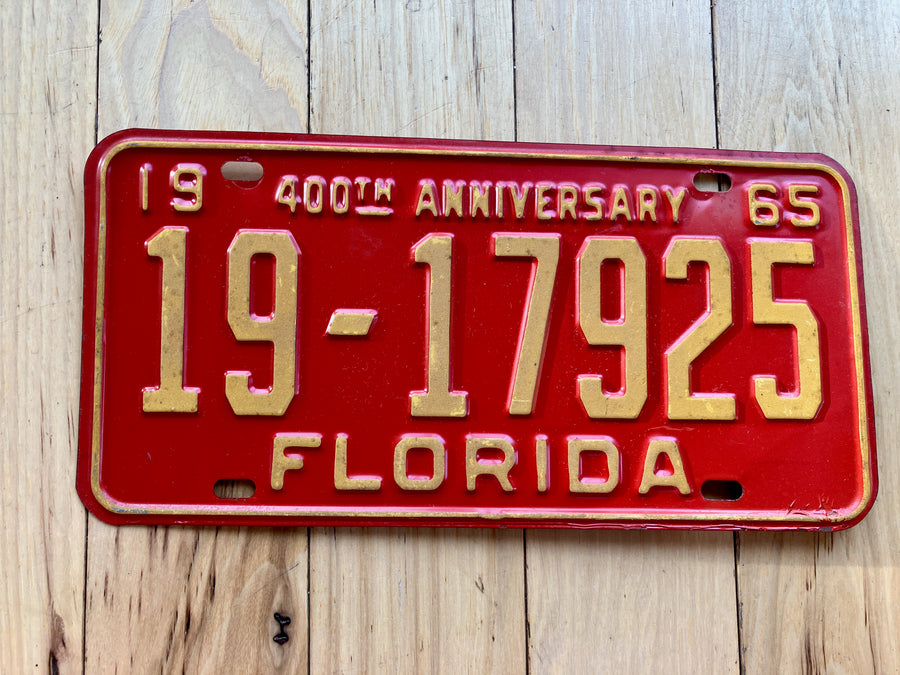 19 400TH ANNIVERSARY 65
19-17925
FLORIDA